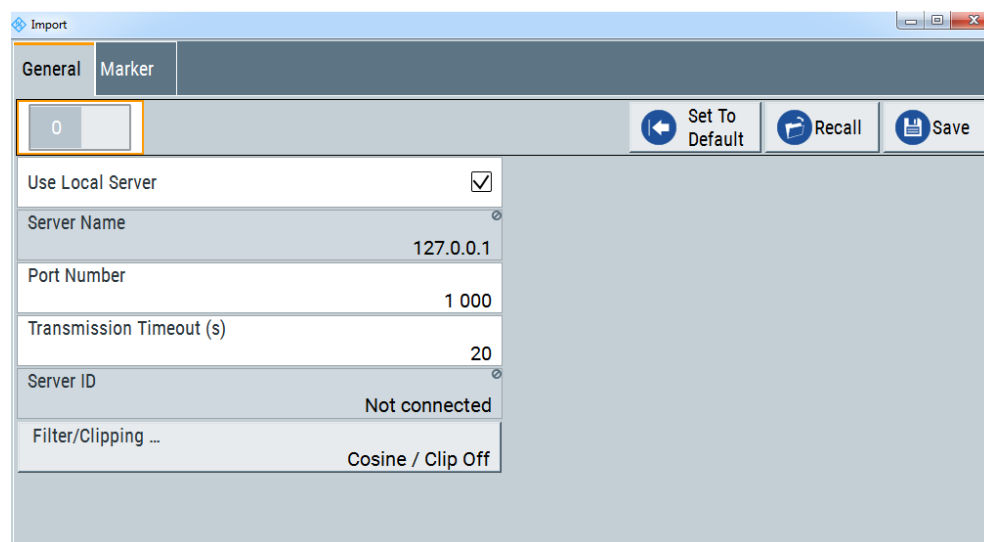 Import
General Marker
0
Set To
Default
Recall
Save
Use Local Server
Server Name
127.0.0.1
Port Number
1 000
Transmission Timeout (s)
20
Server ID
Not connected
Filter/Clipping ...
Cosine / Clip Off